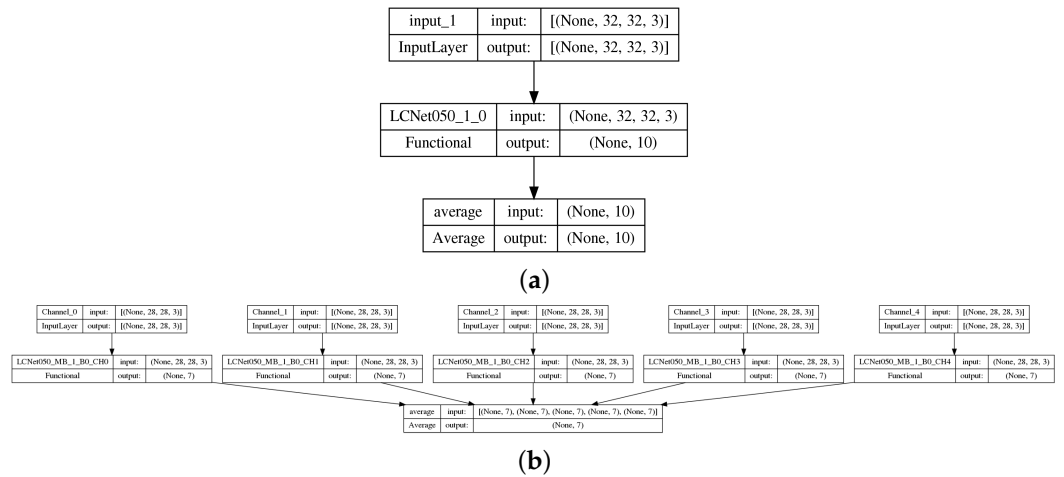 input_1 input: [(None, 32, 32, 3)]
InputLayer output: [(None, 32, 32, 3)]
LCNet050_1_0 input: (None, 32, 32, 3)
Functional output: (None, 10)
average input: (None, 10)
Average output: (None, 10)
(a)
Channel_0 input: [(None, 28, 28, 3)] Channel_1 input: [(None, 28, 28, 3)] Channel_2 input: [(None, 28, 28, 3)] Channel_3 input: [(None, 28, 28, 3)] Channel_4 input: [(None, 28, 28, 3)]
InputLayer output: [(None, 28, 28, 3)] InputLayer output: [(None, 28, 28, 3)] InputLayer output: [(None, 28, 28, 3)] InputLayer output: [(None, 28, 28, 3)] InputLayer output: [(None, 28, 28, 3)]
LCNet050_MB_1_B0_CH0 input: (None, 28, 28, 3) LCNet050_MB_1_B0_CH1 input: (None, 28, 28, 3) LCNet050_MB_1_B0_CH2 input: (None, 28, 28, 3) LCNet050_MB_1_B0_CH3 input: (None, 28, 28, 3) LCNet050_MB_1_B0_CH4 input: (None, 28, 28, 3)
Functional output: (None, 7) Functional output: (None, 7) Functional output: (None, 7) Functional output: (None, 7) Functional output: (None, 7)
average input: [(None, 7), (None, 7), (None, 7), (None, 7), (None, 7)]
Average output: (None, 7)
(b)